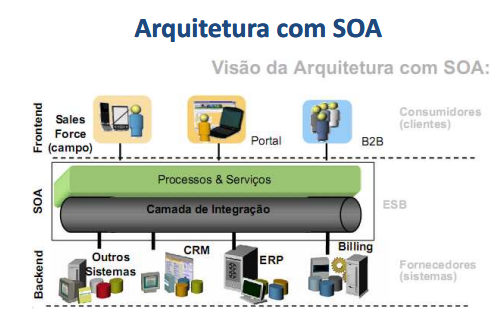 Arquitetura com SOA
Visão da Arquitetura com SOA:
Frontend
Sales
Force
(campo)
Portal
B2B
Consumidores
(clientes)
SOA
Processos & Serviços
Camada de Integração
ESB
Backend
Outros
Sistemas
CRM
ERP
Billing
Fornecedores
(sistemas)